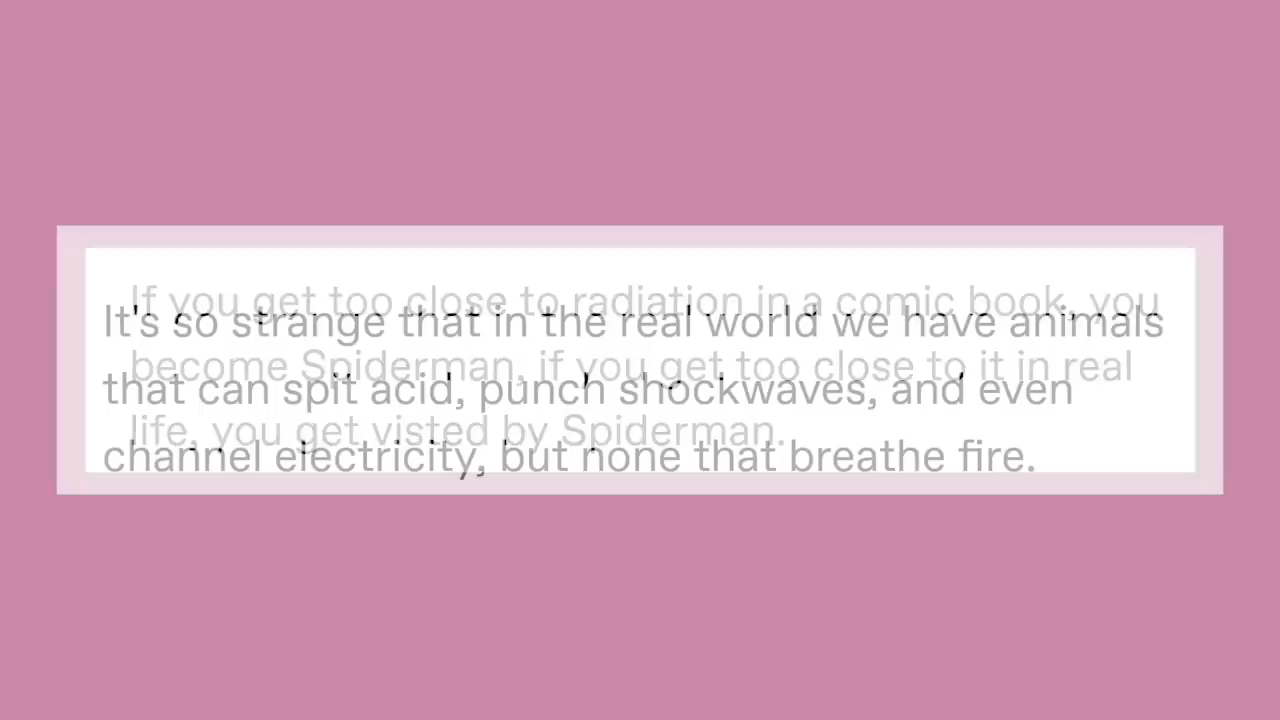 If you get too close to radiation in a comic book, you
become Spiderman, if you get too close to it in real
life, you get visted by Spiderman.
It's so strange that in the real world we have animals
that can spit acid, punch shockwaves, and even
channel electricity, but none that breathe fire.